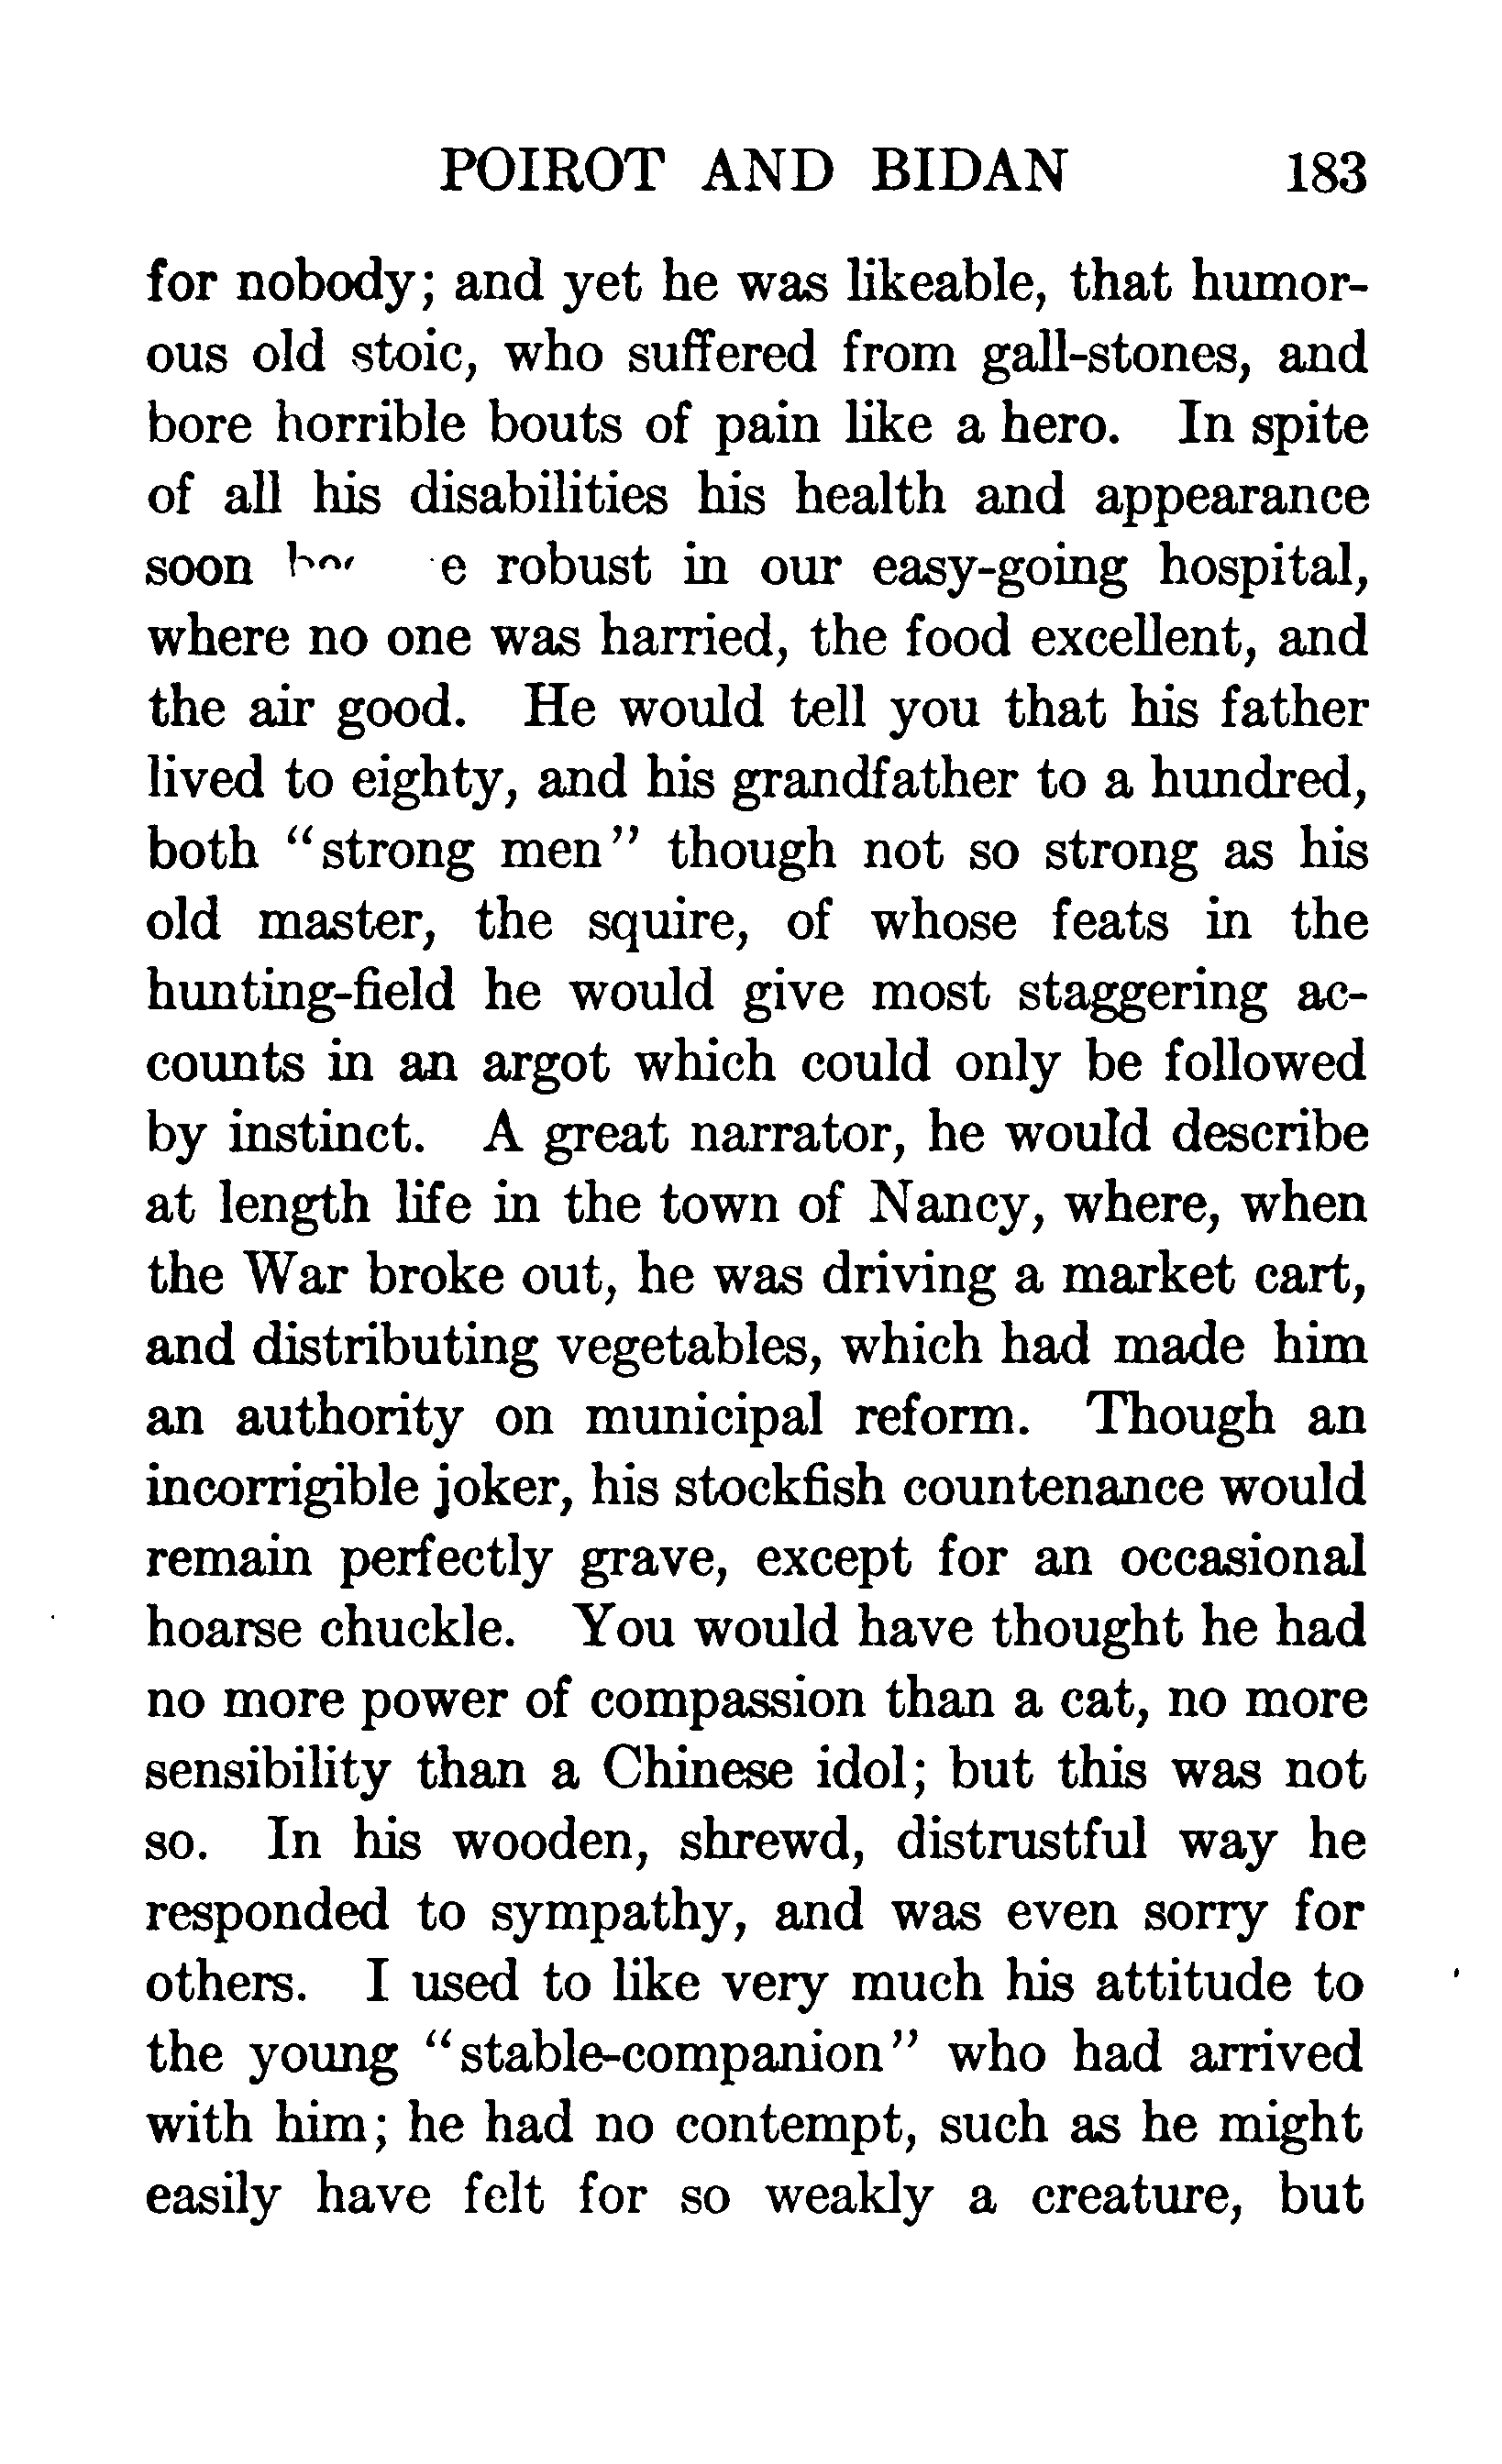 POIROT AND BIDAN 183
for nobody; and yet he was likeable, that humor-
ous old stoic, who suffered from gall-stones, and
bore horrible bouts of pain like a hero. In spite
of all his disabilities his health and appearance
soon robust in our easy-going hospital,
where no one was harried, the food excellent, and
the air good. He would tell you that his father
lived to eighty, and his grandfather to a hundred,
both "strong men" though not so strong as his
old master, the squire, of whose feats in the
hunting-field he would give most staggering ac-
counts in an argot which could only be followed
by instinct. A great narrator, he would describe
at length life in the town of Nancy, where, when
the War broke out, he was driving a market cart,
and distributing vegetables, which had made him
an authority on municipal reform. Though an
incorrigible joker, his stockfish countenance would
remain perfectly grave, except for an occasional
hoarse chuckle. You would have thought he had
no more power of compassion than a cat, no more
sensibility than a Chinese idol; but this was not
so. In his wooden, shrewd, distrustful way he
responded to sympathy, and was even sorry for
others. I used to like very much his attitude to
the young "stable-companion" who had arrived
with him; he had no contempt, such as he might
easily have felt for so weakly a creature, but